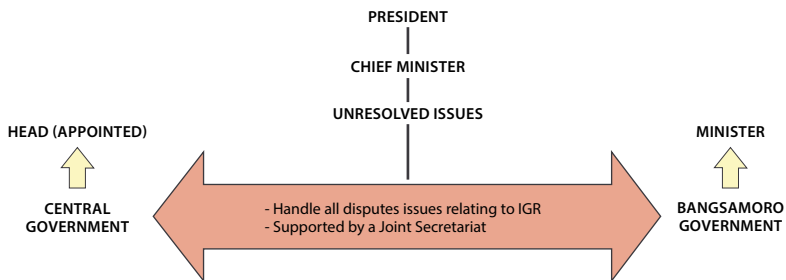 PRESIDENT
CHIEF MINISTER
UNRESOLVED ISSUES
HEAD (APPOINTED)
MINISTER
CENTRAL
GOVERNMENT
- Handle all disputes issues relating to IGR
- Supported by a Joint Secretariat
BANGSAMORO
GOVERNMENT